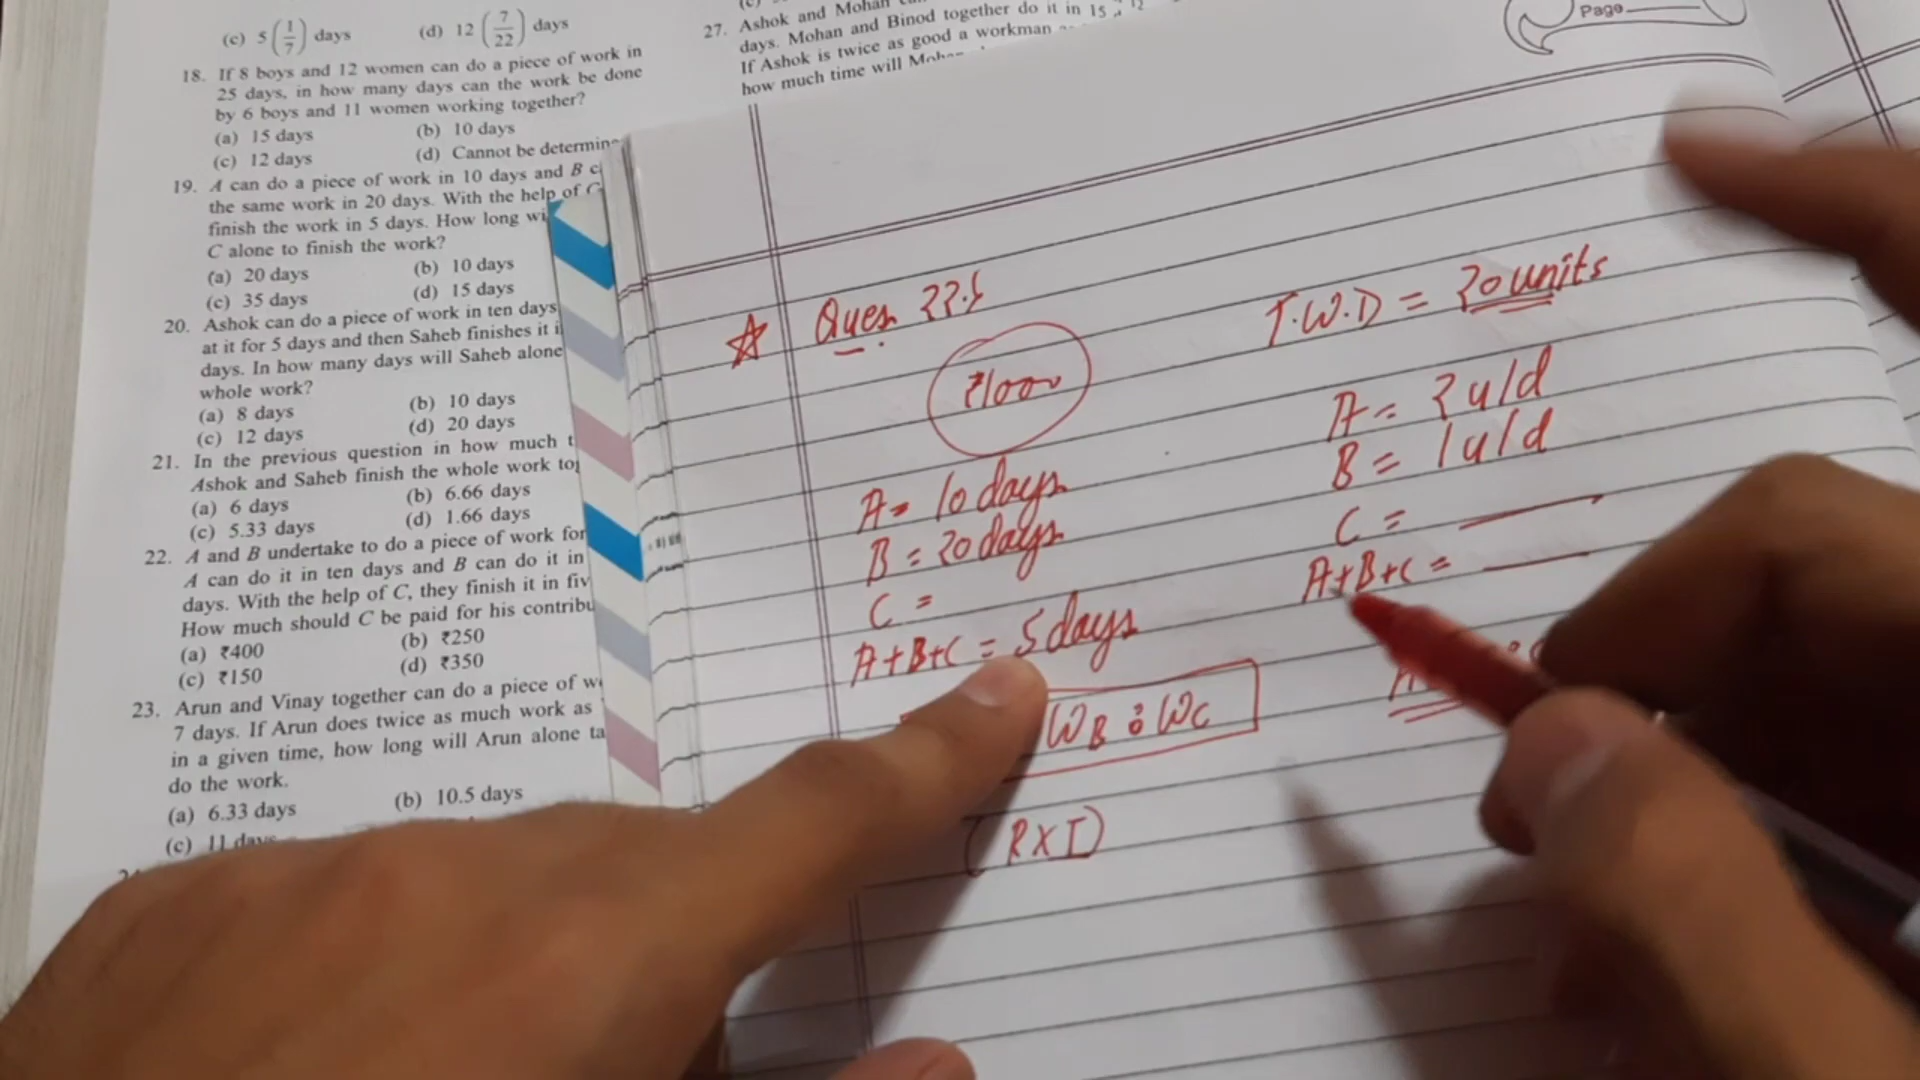 (c) 5 (1/7) days (d) 12 (7/22) days
18. If 8 boys and 12 women can do a piece of work in
25 days, in how many days can the work be done
by 6 boys and 11 women working together?
(a) 15 days (b) 10 days
(c) 12 days (d) Cannot be determin
19. A can do a piece of work in 10 days and B c
the same work in 20 days. With the help of C
finish the work in 5 days. How long wi
C alone to finish the work?
(a) 20 days (b) 10 days
(c) 35 days (d) 15 days
20. Ashok can do a piece of work in ten days
at it for 5 days and then Saheb finishes it i
days. In how many days will Saheb alone
whole work?
(a) 8 days (b) 10 days
(c) 12 days (d) 20 days
21. In the previous question in how much t
Ashok and Saheb finish the whole work to
(a) 6 days (b) 6.66 days
(c) 5.33 days (d) 1.66 days
22. A and B undertake to do a piece of work for
A can do it in ten days and B can do it in
days. With the help of C, they finish it in fiv
How much should C be paid for his contribu
(a) ₹400 (b) ₹250
(c) ₹150 (d) ₹350
23. Arun and Vinay together can do a piece of w
7 days. If Arun does twice as much work as
in a given time, how long will Arun alone ta
do the work.
(a) 6.33 days (b) 10.5 days
(c) 11 days
27. Ashok and Mohan
days. Mohan and Binod together do it in 15
If Ashok is twice as good a workman
how much time will
Page
Ques 22.
₹1000
A = 10 days
B = 20 days
C =
A+B+C = 5 days
WB : WC
(RXT)
T.W.D = 20 units
A = 2 u/d
B = 1 u/d
C =
A+B+C =